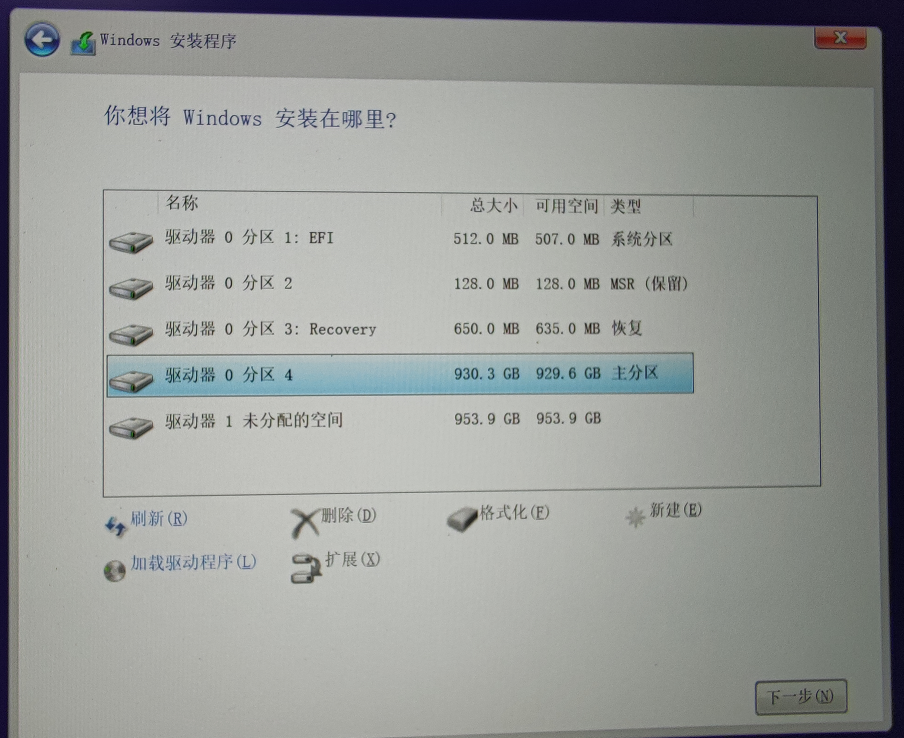 Windows 安装程序
你想将 Windows 安装在哪里?
名称 总大小 可用空间 类型
驱动器 0 分区 1: EFI 512.0 MB 507.0 MB 系统分区
驱动器 0 分区 2 128.0 MB 128.0 MB MSR (保留)
驱动器 0 分区 3: Recovery 650.0 MB 635.0 MB 恢复
驱动器 0 分区 4 930.3 GB 929.6 GB 主分区
驱动器 1 未分配的空间 953.9 GB 953.9 GB
刷新(R) 删除(D) 格式化(F) 新建(E)
加载驱动程序(L) 扩展(X)
下一步(N)